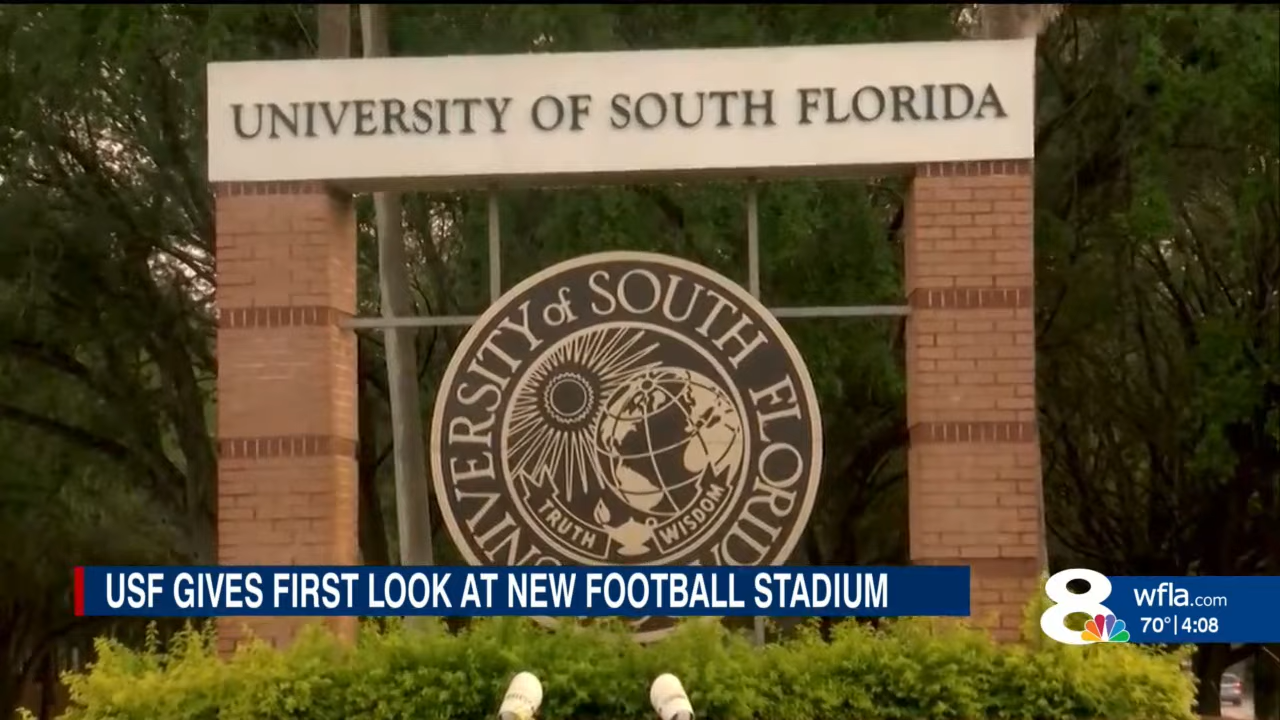 UNIVERSITY OF SOUTH FLORIDA
UNIVERSITY of SOUTH FLORIDA
TRUTH WISDOM
USF GIVES FIRST LOOK AT NEW FOOTBALL STADIUM
8 wfla.com
70° | 4:08